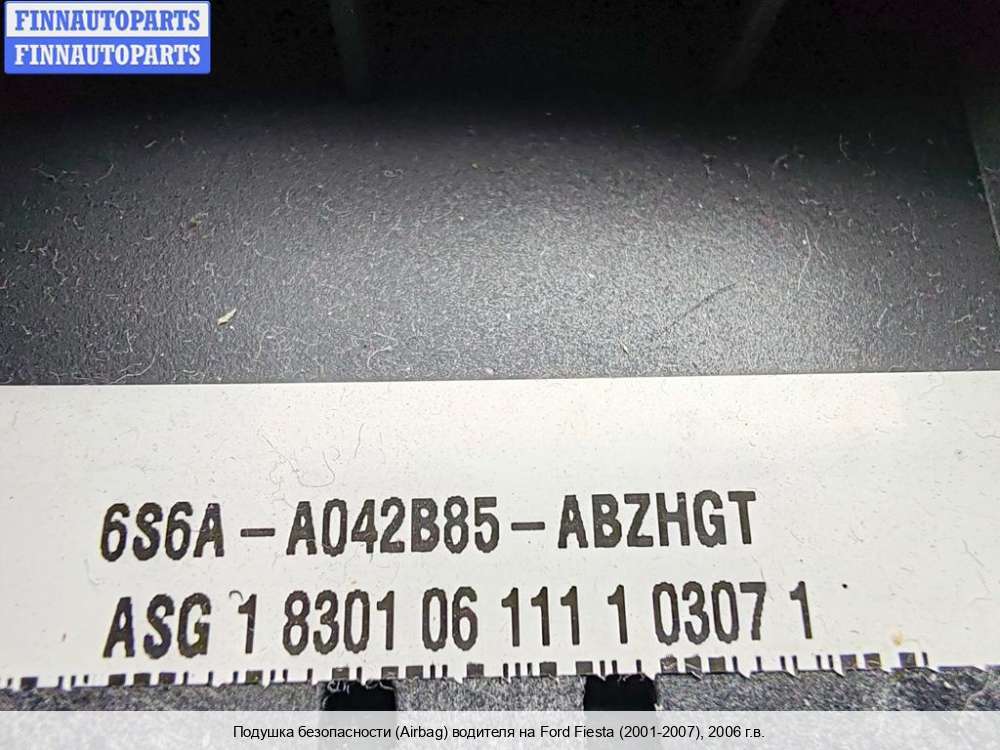 FINNAUTOPARTS
FINNAUTOPARTS
6S6A-A042B85-ABZHGT
ASG 1 8301 06 111 1 0307 1
Подушка безопасности (Airbag) водителя на Ford Fiesta (2001-2007), 2006 г.в.